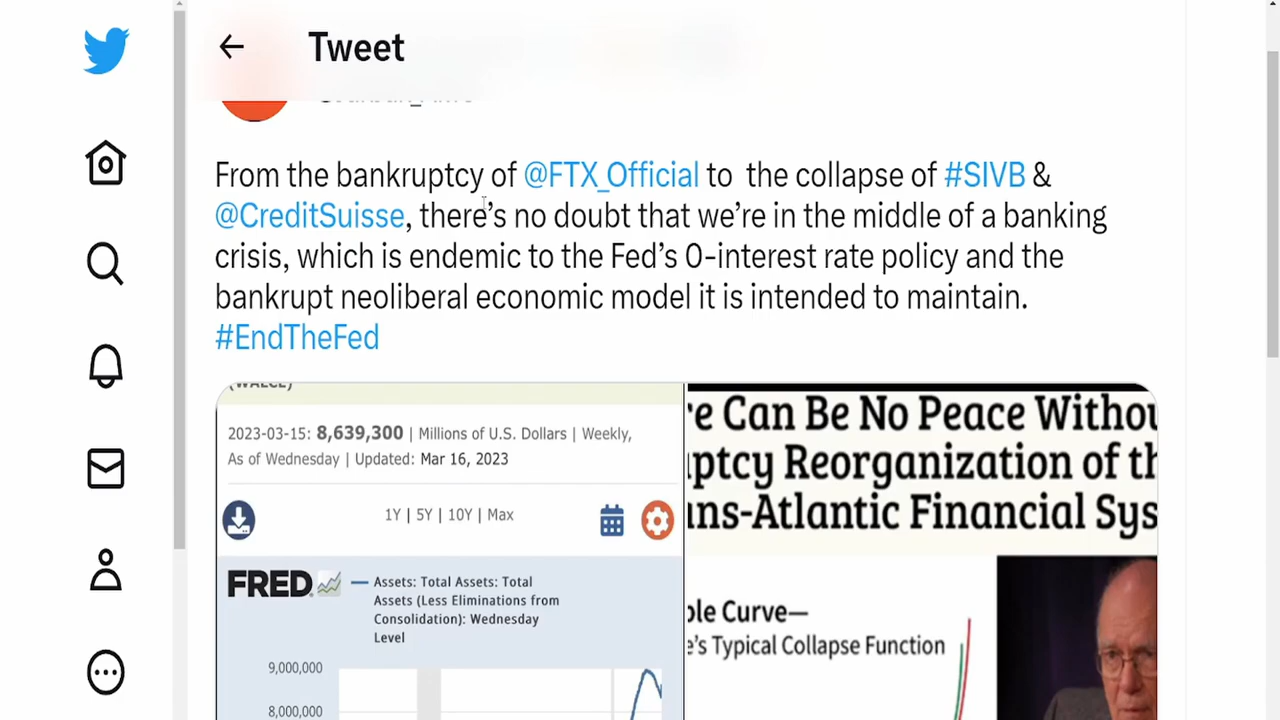 Tweet
From the bankruptcy of @FTX_Official to the collapse of #SIVB &
@CreditSuisse, there's no doubt that we're in the middle of a banking
crisis, which is endemic to the Fed's 0-interest rate policy and the
bankrupt neoliberal economic model it is intended to maintain.
#EndTheFed
(WALCL)
2023-03-15: 8,639,300 | Millions of U.S. Dollars | Weekly,
As of Wednesday | Updated: Mar 16, 2023
1Y | 5Y | 10Y | Max
FRED
Assets: Total Assets: Total
Assets (Less Eliminations from
Consolidation): Wednesday
Level
9,000,000
8,000,000
re Can Be No Peace Withou
ptcy Reorganization of th
ns-Atlantic Financial Sys
ple Curve—
e's Typical Collapse Function